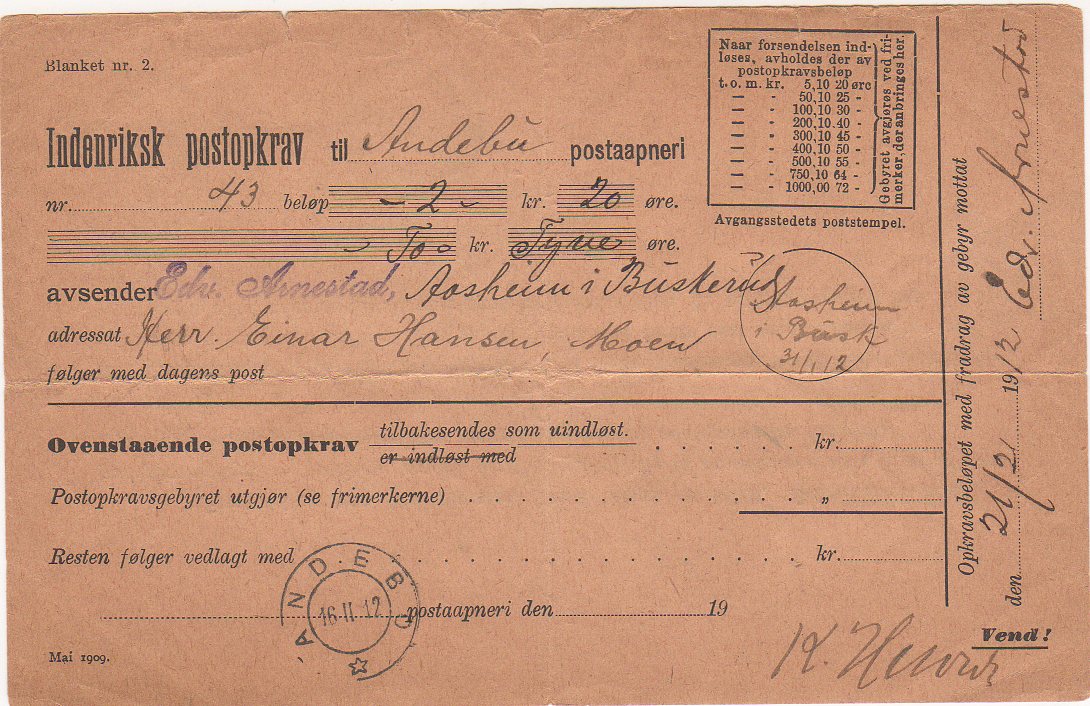 Blanket nr. 2.
Indenriksk postopkrav til Andebu postaapneri
nr. 43 beløp - 2 - kr. 20 øre.
- To - kr. Tyve øre.
avsender Edv. Arnestad, Aasheim i Buskerud
adressat Herr Einar Hansen, Moen
følger med dagens post
Naar forsendelsen ind-
løses, avholdes der av
postopkravsbeløp
t. o. m. kr. 5,10 20 øre
— - 50,10 25 -
— - 100,10 30 -
— - 200,10 40 -
— - 300,10 45 -
— - 400,10 50 -
— - 500,10 55 -
— - 750,10 64 -
— - 1000,00 72 -
Gebyret avgjøres ved fri-
merker, der anbringes her.
Avgangsstedets poststempel.
Aasheim
i Busk
31/1 12
Ovenstaaende postopkrav tilbakesendes som uindløst. kr.
er indløst med
Postopkravsgebyret utgjør (se frimerkerne) „
Resten følger vedlagt med kr.
postaapneri den 19
ANDEBU
16-II-12
Mai 1909.
Opkravsbeløpet med fradrag av gebyr mottat
den 21/2 1912 Edv. Arnestad
Vend!